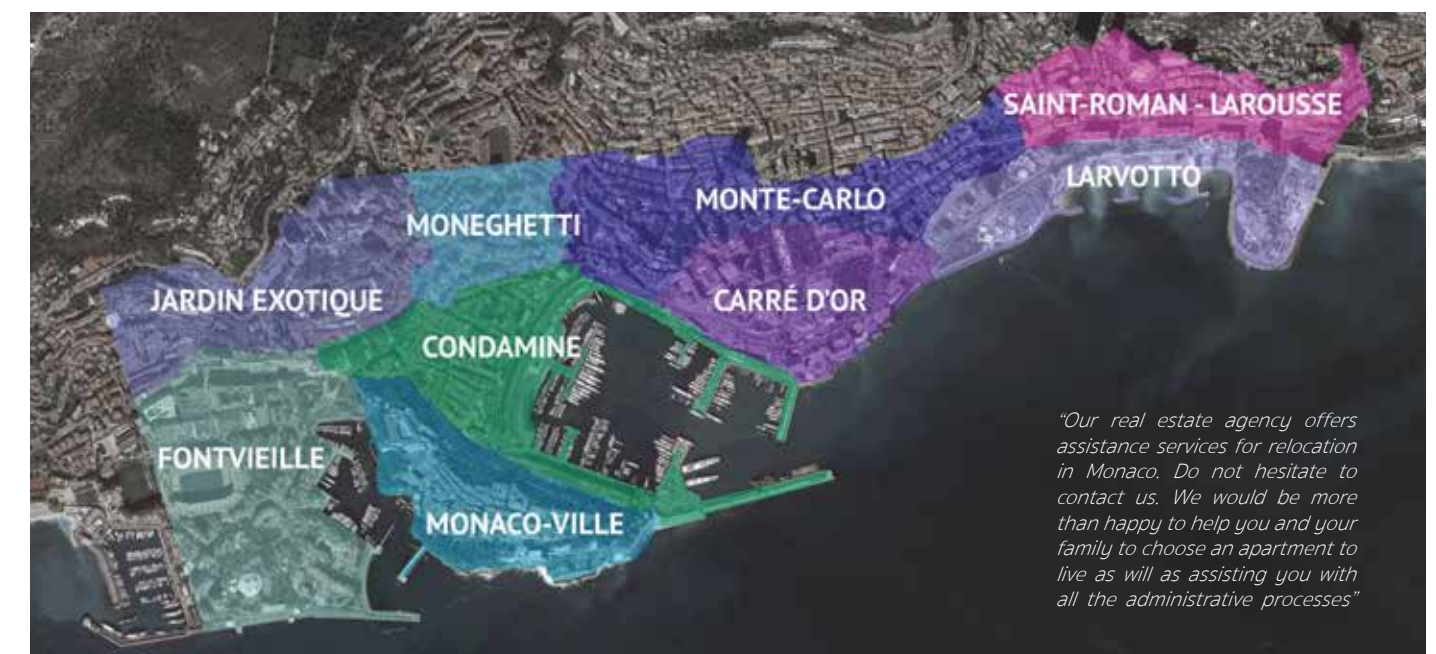 SAINT-ROMAN - LAROUSSE
LARVOTTO
MONTE-CARLO
MONEGHETTI
JARDIN EXOTIQUE
CARRÉ D'OR
CONDAMINE
FONTVIEILLE
MONACO-VILLE
“Our real estate agency offers
assistance services for relocation
in Monaco. Do not hesitate to
contact us. We would be more
than happy to help you and your
family to choose an apartment to
live as will as assisting you with
all the administrative processes”